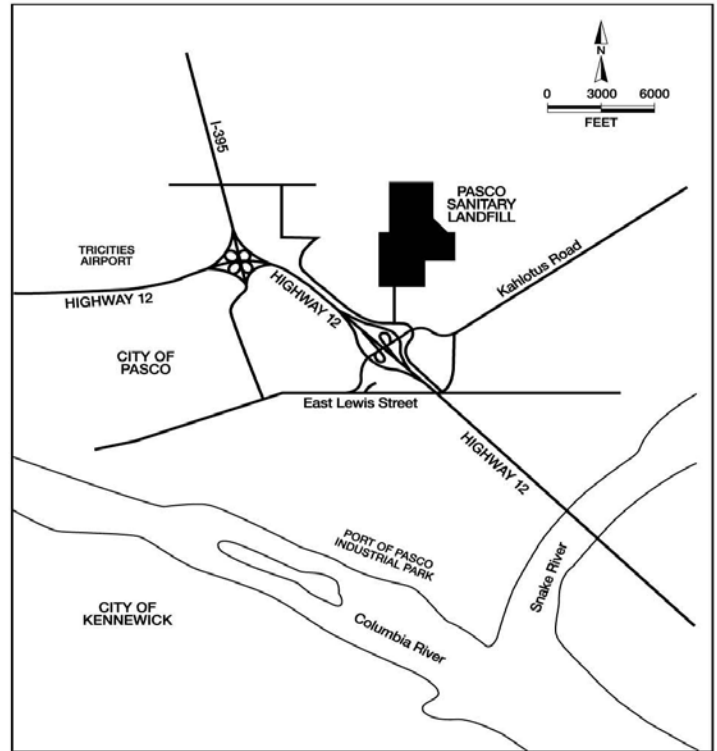 N
0 3000 6000
FEET
I-395
PASCO
SANITARY
LANDFILL
TRICITIES
AIRPORT
Kahlotus Road
HIGHWAY 12
HIGHWAY 12
CITY OF
PASCO
East Lewis Street
HIGHWAY 12
PORT OF PASCO
INDUSTRIAL PARK
Snake River
CITY OF
KENNEWICK
Columbia River